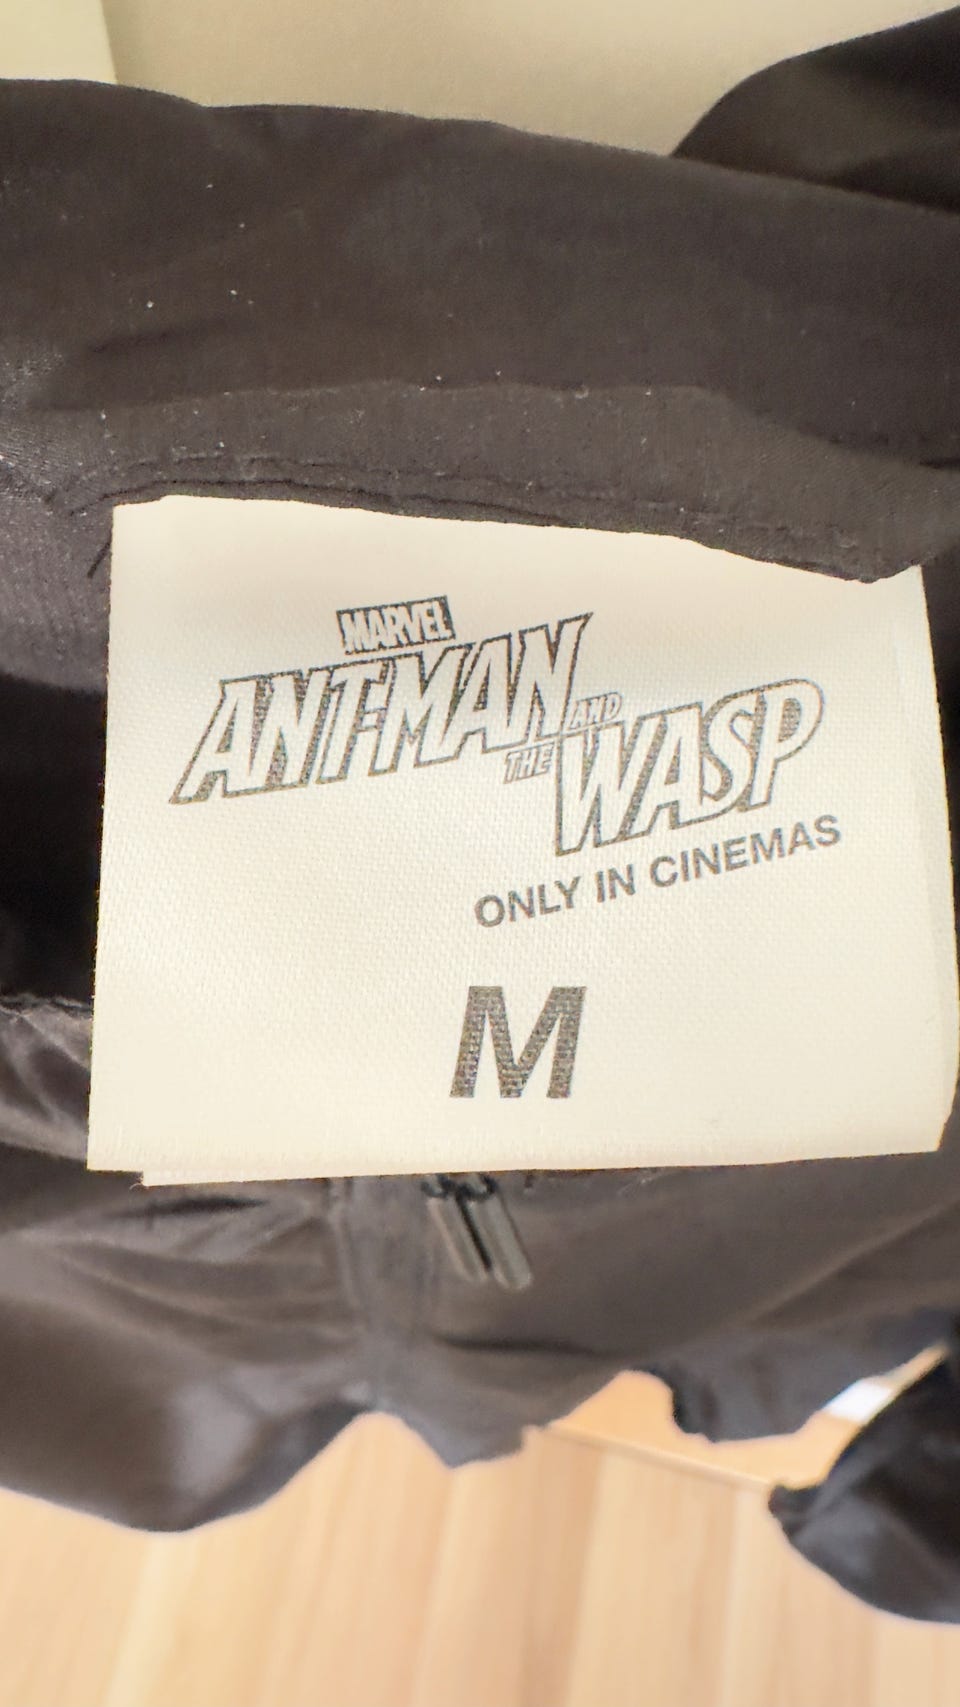 MARVEL
ANT-MAN
AND
THE WASP
ONLY IN CINEMAS
M